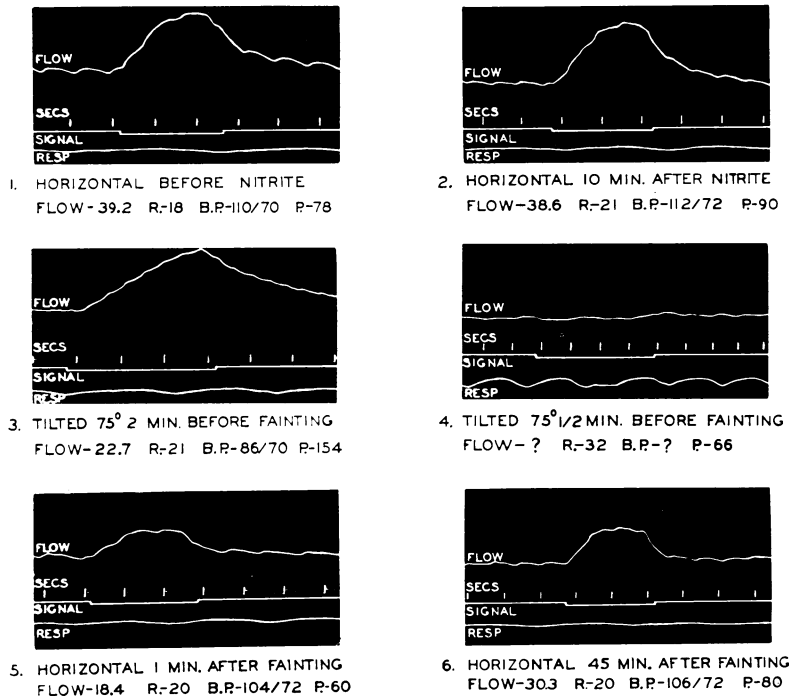 FLOW
SECS
SIGNAL
RESP
1. HORIZONTAL BEFORE NITRITE
FLOW-39.2 R.-18 B.P.-110/70 P.-78
FLOW
SECS
SIGNAL
RESP
2. HORIZONTAL 10 MIN. AFTER NITRITE
FLOW-38.6 R.-21 B.P.-112/72 P.-90
FLOW
SECS
SIGNAL
RESP
3. TILTED 75° 2 MIN. BEFORE FAINTING
FLOW-22.7 R.-21 B.P.-86/70 P.-154
FLOW
SECS
SIGNAL
RESP
4. TILTED 75° 1/2 MIN. BEFORE FAINTING
FLOW-? R.-32 B.P.-? P.-66
FLOW
SECS
SIGNAL
RESP
5. HORIZONTAL 1 MIN. AFTER FAINTING
FLOW-18.4 R.-20 B.P.-104/72 P.-60
FLOW
SECS
SIGNAL
RESP
6. HORIZONTAL 45 MIN. AFTER FAINTING
FLOW-30.3 R.-20 B.P.-106/72 P.-80